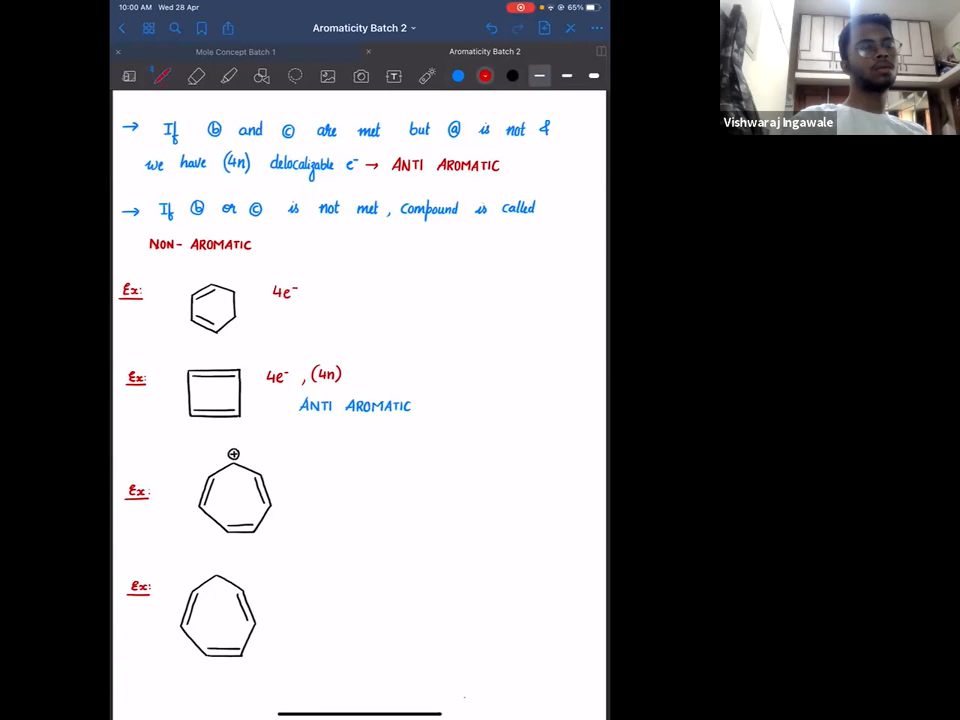 10:00 AM Wed 28 Apr
65%
Aromaticity Batch 2
Mole Concept Batch 1
Aromaticity Batch 2
→ If ⓑ and ⓒ are met but ⓐ is not &
we have (4n) delocalizable e⁻ → ANTI AROMATIC
→ If ⓑ or ⓒ is not met, compound is called
NON-AROMATIC
Ex: 4e⁻
Ex: 4e⁻, (4n)
ANTI AROMATIC
⊕
Ex:
Ex:
Vishwaraj Ingawale